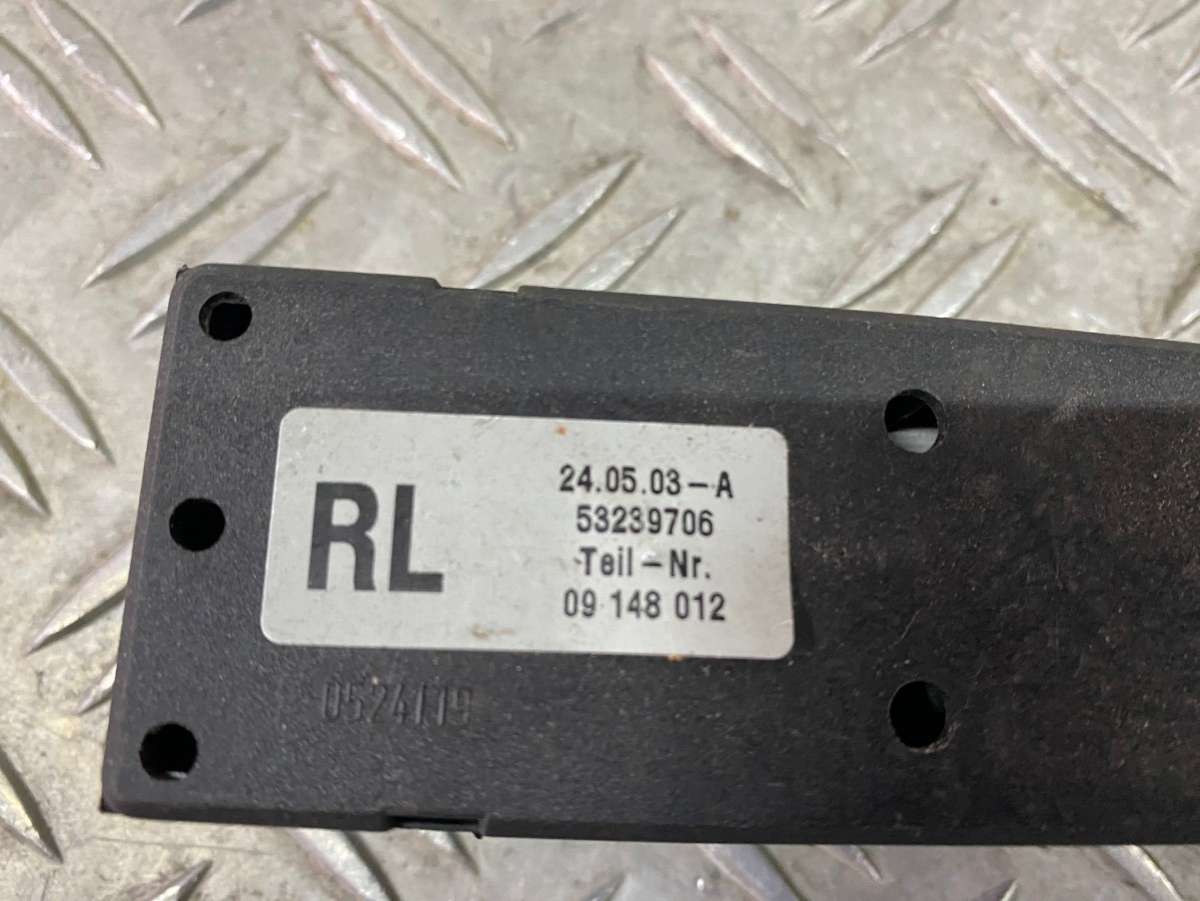 RL
24.05.03-A
53239706
Teil-Nr.
09 148 012